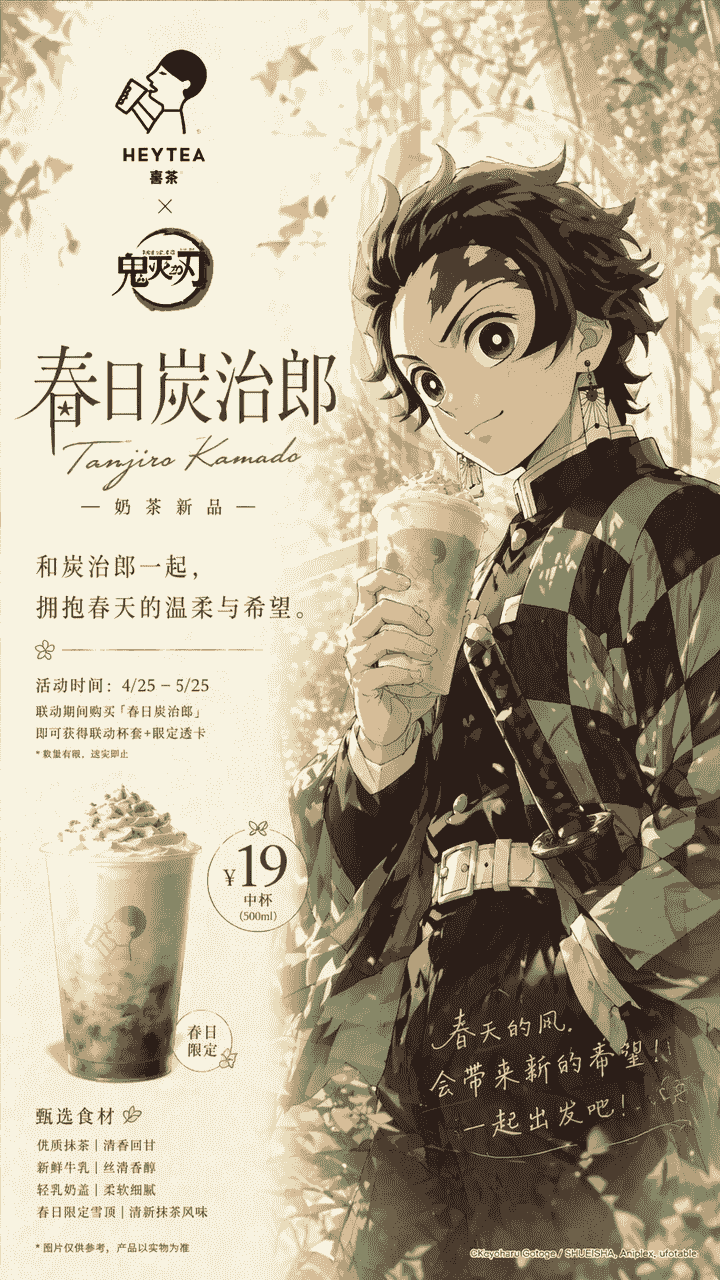 HEYTEA
喜茶
×
鬼灭之刃
春日炭治郎
Tanjiro Kamado
— 奶茶新品 —
和炭治郎一起，
拥抱春天的温柔与希望。
活动时间：4/25 – 5/25
联动期间购买「春日炭治郎」
即可获得联动杯套+限定透卡
* 数量有限，送完即止
¥19
中杯
(500ml)
春日
限定
甄选食材
优质抹茶 | 清香回甘
新鲜牛乳 | 丝滑香醇
轻乳奶盖 | 柔软细腻
春日限定雪顶 | 清新抹茶风味
* 图片仅供参考，产品以实物为准
春天的风，
会带来新的希望!!
一起出发吧!
©Koyoharu Gotoge / SHUEISHA, Aniplex, ufotable